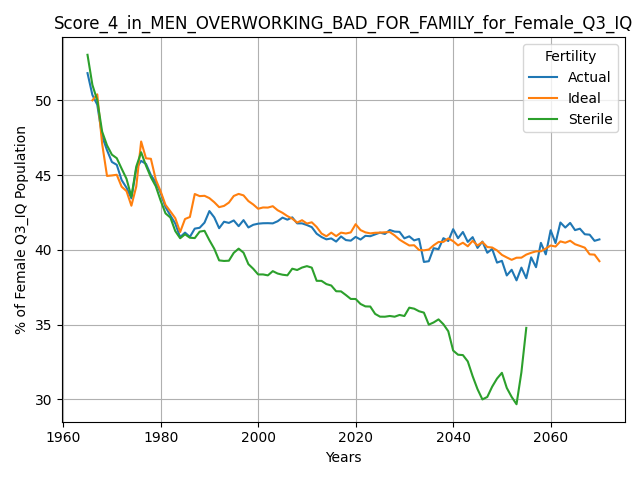 Score_4_in_MEN_OVERWORKING_BAD_FOR_FAMILY_for_Female_Q3_IQ
Fertility
Actual
Ideal
Sterile
% of Female Q3_IQ Population
50
45
40
35
30
1960
1980
2000
2020
2040
2060
Years